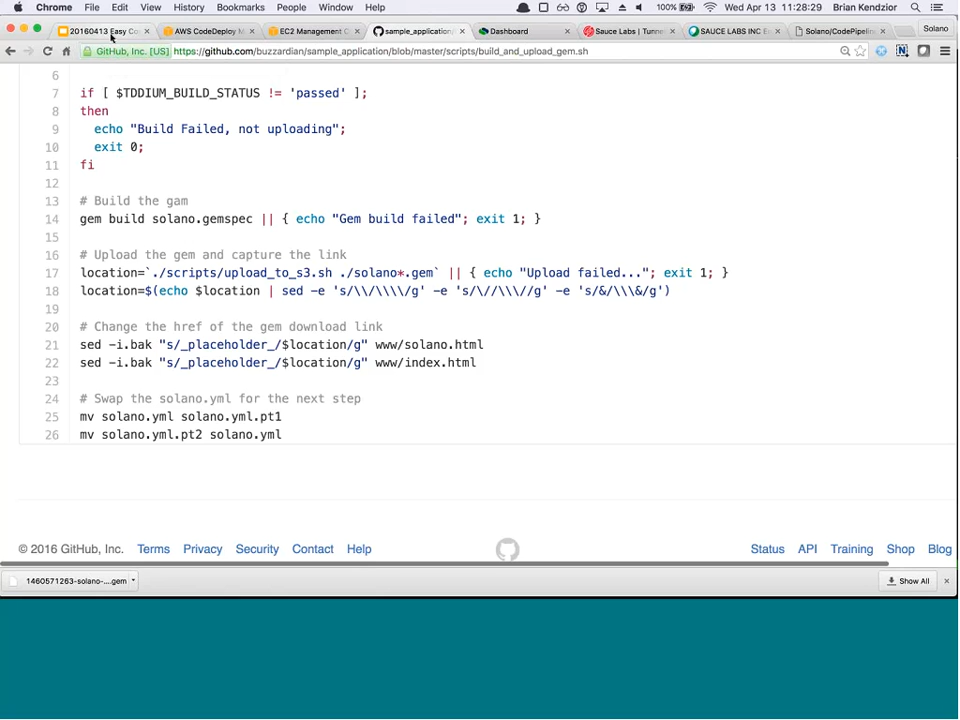 Chrome File Edit View History Bookmarks People Window Help 100% Wed Apr 13 11:28:29 Brian Kendzior
20160413 Easy Co AWS CodeDeploy M EC2 Management C sample_application/ Dashboard Sauce Labs | Tunn SAUCE LABS INC E Solano/CodePipelin Solano
GitHub, Inc. [US] https://github.com/buzzardian/sample_application/blob/master/scripts/build_and_upload_gem.sh
6
7 if [ $TDDIUM_BUILD_STATUS != 'passed' ];
8 then
9 echo "Build Failed, not uploading";
10 exit 0;
11 fi
12
13 # Build the gam
14 gem build solano.gemspec || { echo "Gem build failed"; exit 1; }
15
16 # Upload the gem and capture the link
17 location=`./scripts/upload_to_s3.sh ./solano*.gem` || { echo "Upload failed..."; exit 1; }
18 location=$(echo $location | sed -e 's/\\/\\\\/g' -e 's/\//\\\//g' -e 's/&/\\\&/g')
19
20 # Change the href of the gem download link
21 sed -i.bak "s/_placeholder_/$location/g" www/solano.html
22 sed -i.bak "s/_placeholder_/$location/g" www/index.html
23
24 # Swap the solano.yml for the next step
25 mv solano.yml solano.yml.pt1
26 mv solano.yml.pt2 solano.yml
© 2016 GitHub, Inc. Terms Privacy Security Contact Help Status API Training Shop Blog
1460571263-solano-....gem Show All